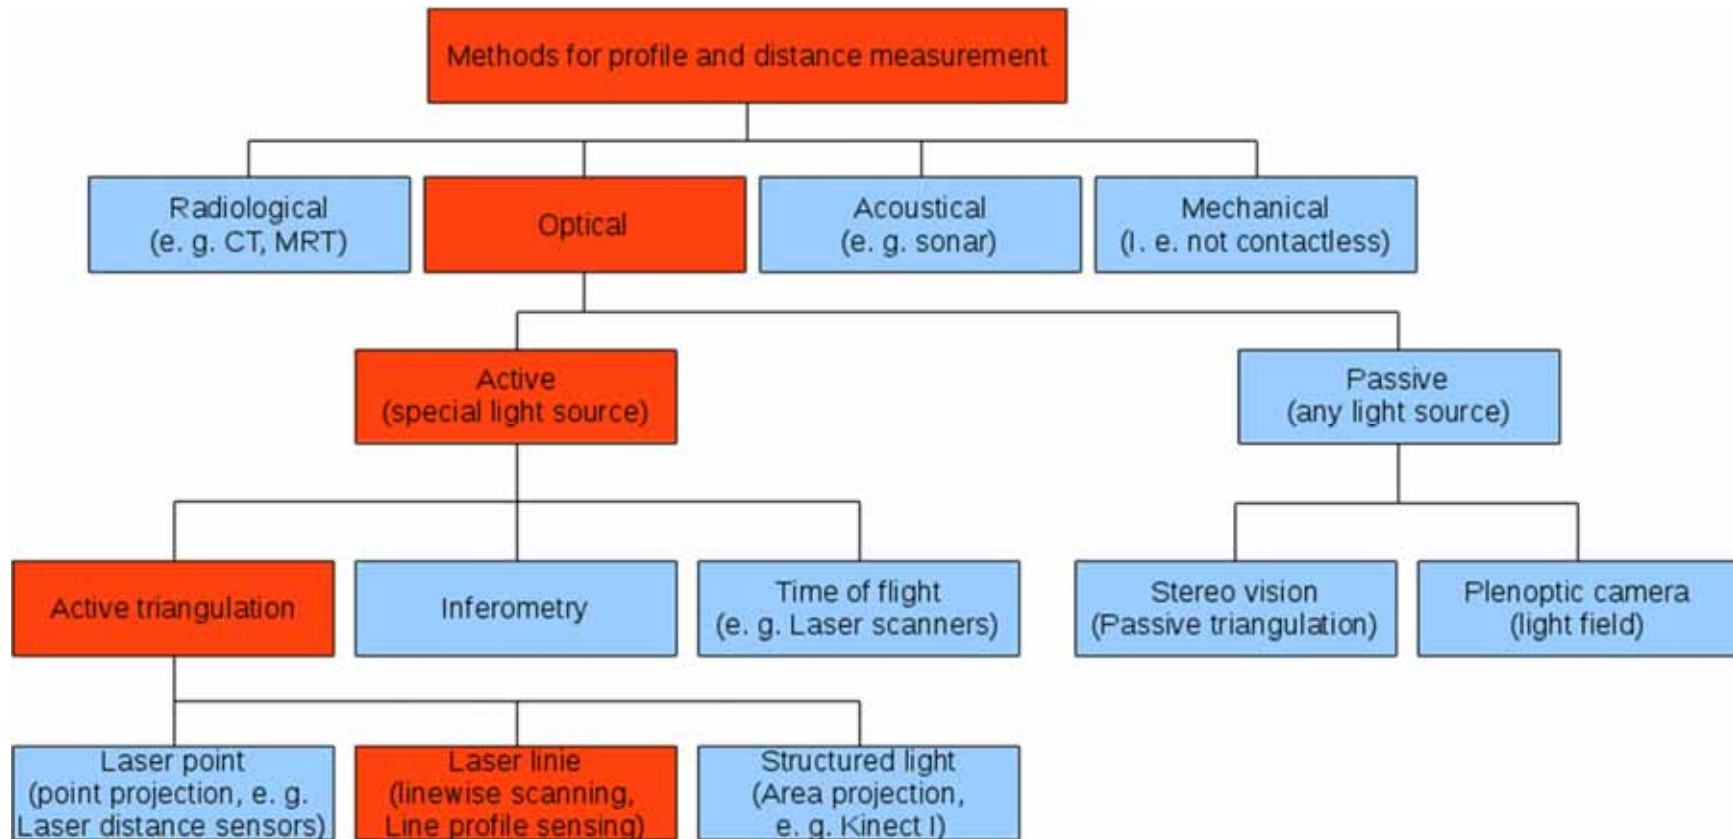 Methods for profile and distance measurement
Radiological
(e. g. CT, MRT)
Optical
Acoustical
(e. g. sonar)
Mechanical
(I. e. not contactless)
Active
(special light source)
Passive
(any light source)
Active triangulation
Inferometry
Time of flight
(e. g. Laser scanners)
Stereo vision
(Passive triangulation)
Plenoptic camera
(light field)
Laser point
(point projection, e. g.
Laser distance sensors)
Laser linie
(linewise scanning,
Line profile sensing)
Structured light
(Area projection,
e. g. Kinect I)